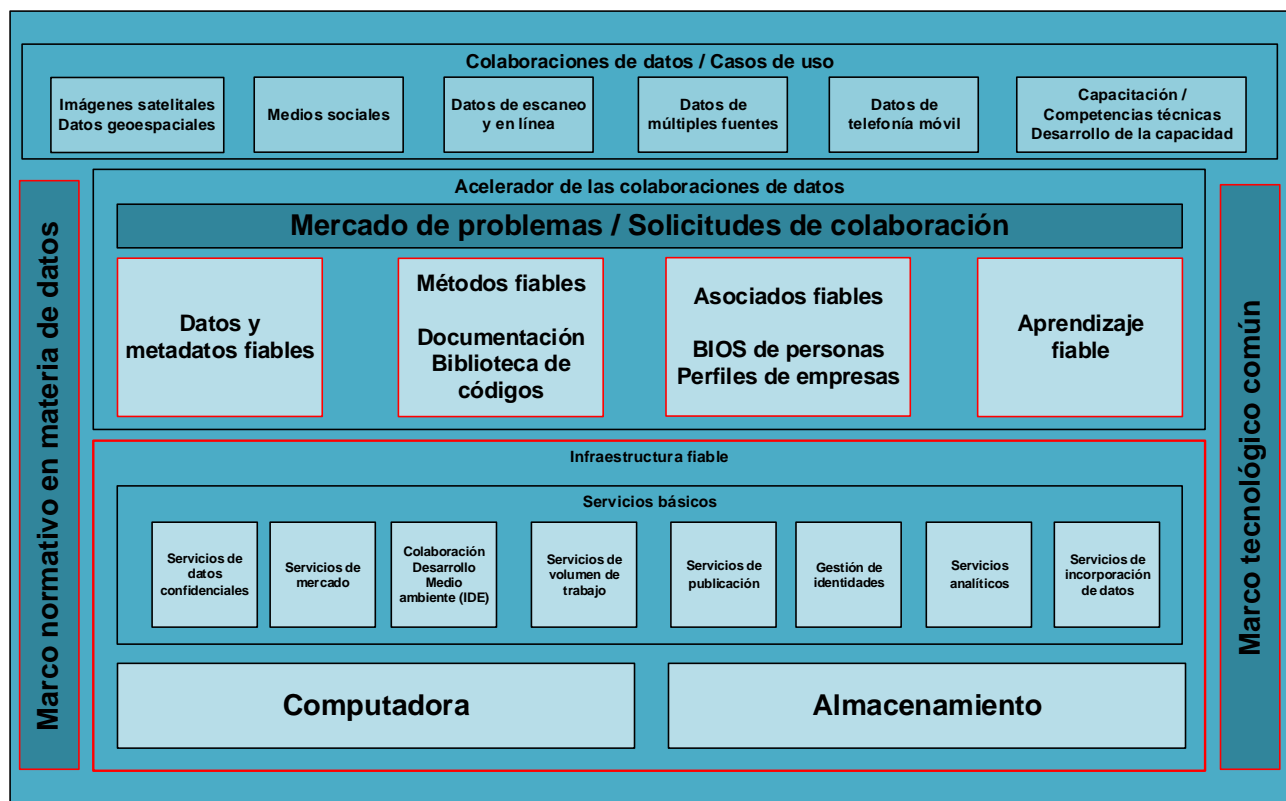 Colaboraciones de datos / Casos de uso
Imágenes satelitales
Datos geoespaciales
Medios sociales
Datos de escaneo
y en línea
Datos de
múltiples fuentes
Datos de
telefonía móvil
Capacitación /
Competencias técnicas
Desarrollo de la capacidad
Marco normativo en materia de datos
Acelerador de las colaboraciones de datos
Mercado de problemas / Solicitudes de colaboración
Datos y
metadatos fiables
Métodos fiables
Documentación
Biblioteca de
códigos
Asociados fiables
BIOS de personas
Perfiles de empresas
Aprendizaje
fiable
Marco tecnológico común
Infraestructura fiable
Servicios básicos
Servicios de
datos
confidenciales
Servicios de
mercado
Colaboración
Desarrollo
Medio
ambiente (IDE)
Servicios de
volumen de
trabajo
Servicios de
publicación
Gestión de
identidades
Servicios
analíticos
Servicios de
incorporación
de datos
Computadora
Almacenamiento